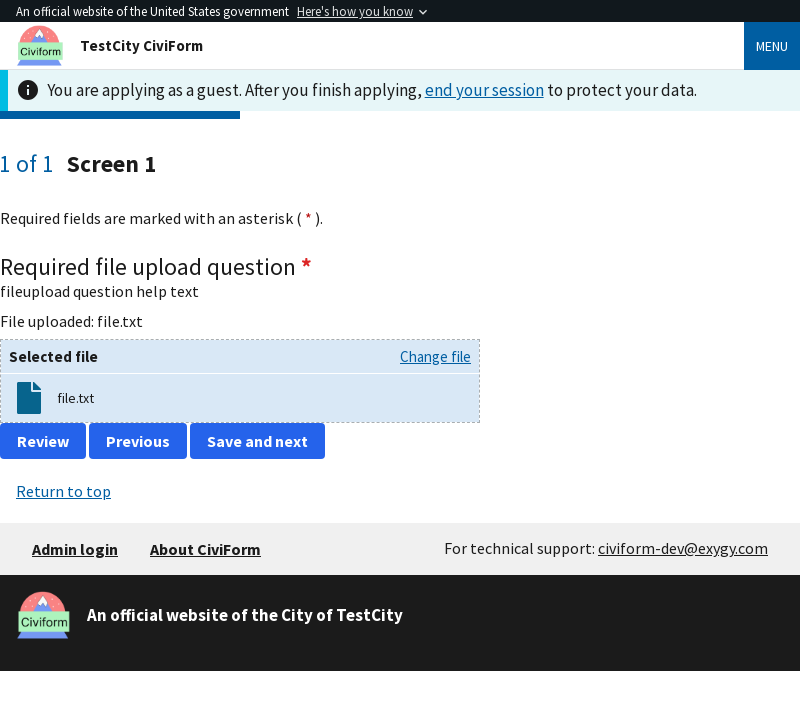 An official website of the United States government Here's how you know
Civiform TestCity CiviForm MENU
You are applying as a guest. After you finish applying, end your session to protect your data.
1 of 1 Screen 1
Required fields are marked with an asterisk ( * ).
Required file upload question *
fileupload question help text
File uploaded: file.txt
Selected file Change file
file.txt
Review Previous Save and next
Return to top
Admin login About CiviForm For technical support: civiform-dev@exygy.com
Civiform An official website of the City of TestCity